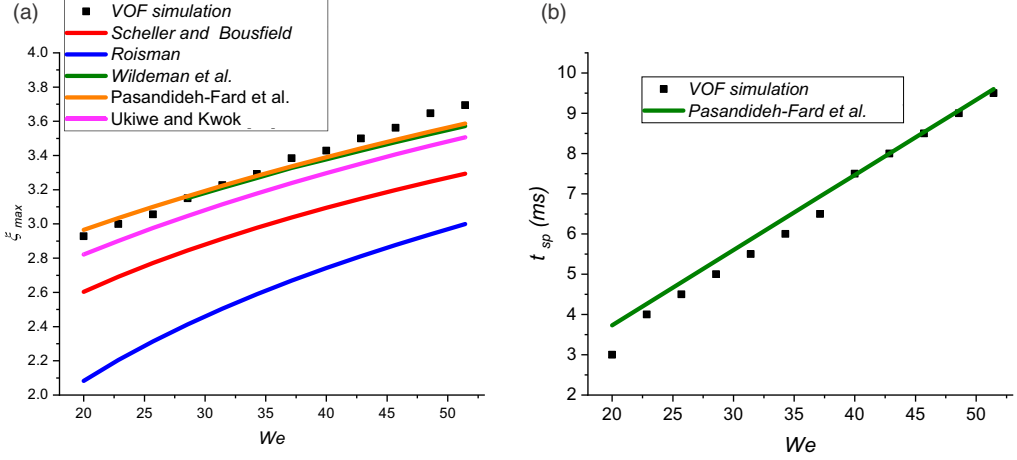 (a)
VOF simulation
Scheller and Bousfield
Roisman
Wildeman et al.
Pasandideh-Fard et al.
Ukiwe and Kwok
4.0
3.8
3.6
3.4
3.2
3.0
2.8
2.6
2.4
2.2
2.0
ξ max
20
25
30
35
40
45
50
We
(b)
VOF simulation
Pasandideh-Fard et al.
10
9
8
7
6
5
4
3
2
t sp (ms)
20
25
30
35
40
45
50
We